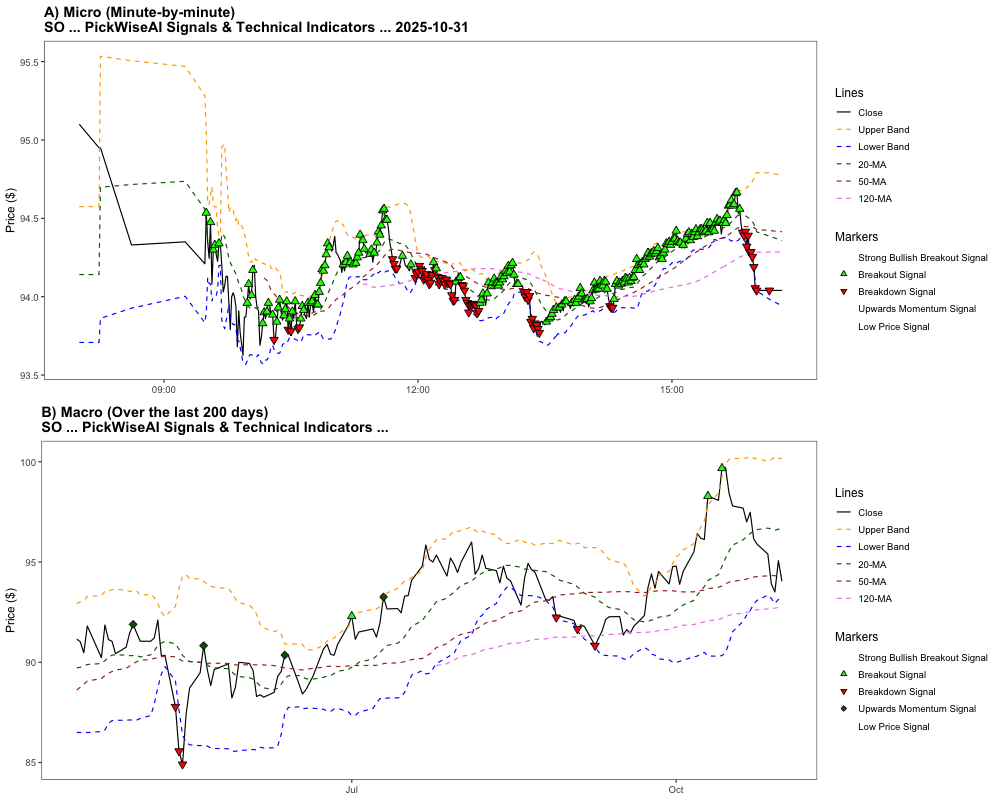 A) Micro (Minute-by-minute)
SO ... PickWiseAI Signals & Technical Indicators ... 2025-10-31
95.5
95.0
94.5
94.0
93.5
Price ($)
09:00
12:00
15:00
Lines
Close
Upper Band
Lower Band
20-MA
50-MA
120-MA
Markers
Strong Bullish Breakout Signal
Breakout Signal
Breakdown Signal
Upwards Momentum Signal
Low Price Signal
B) Macro (Over the last 200 days)
SO ... PickWiseAI Signals & Technical Indicators ...
100
95
90
85
Price ($)
Jul
Oct
Lines
Close
Upper Band
Lower Band
20-MA
50-MA
120-MA
Markers
Strong Bullish Breakout Signal
Breakout Signal
Breakdown Signal
Upwards Momentum Signal
Low Price Signal